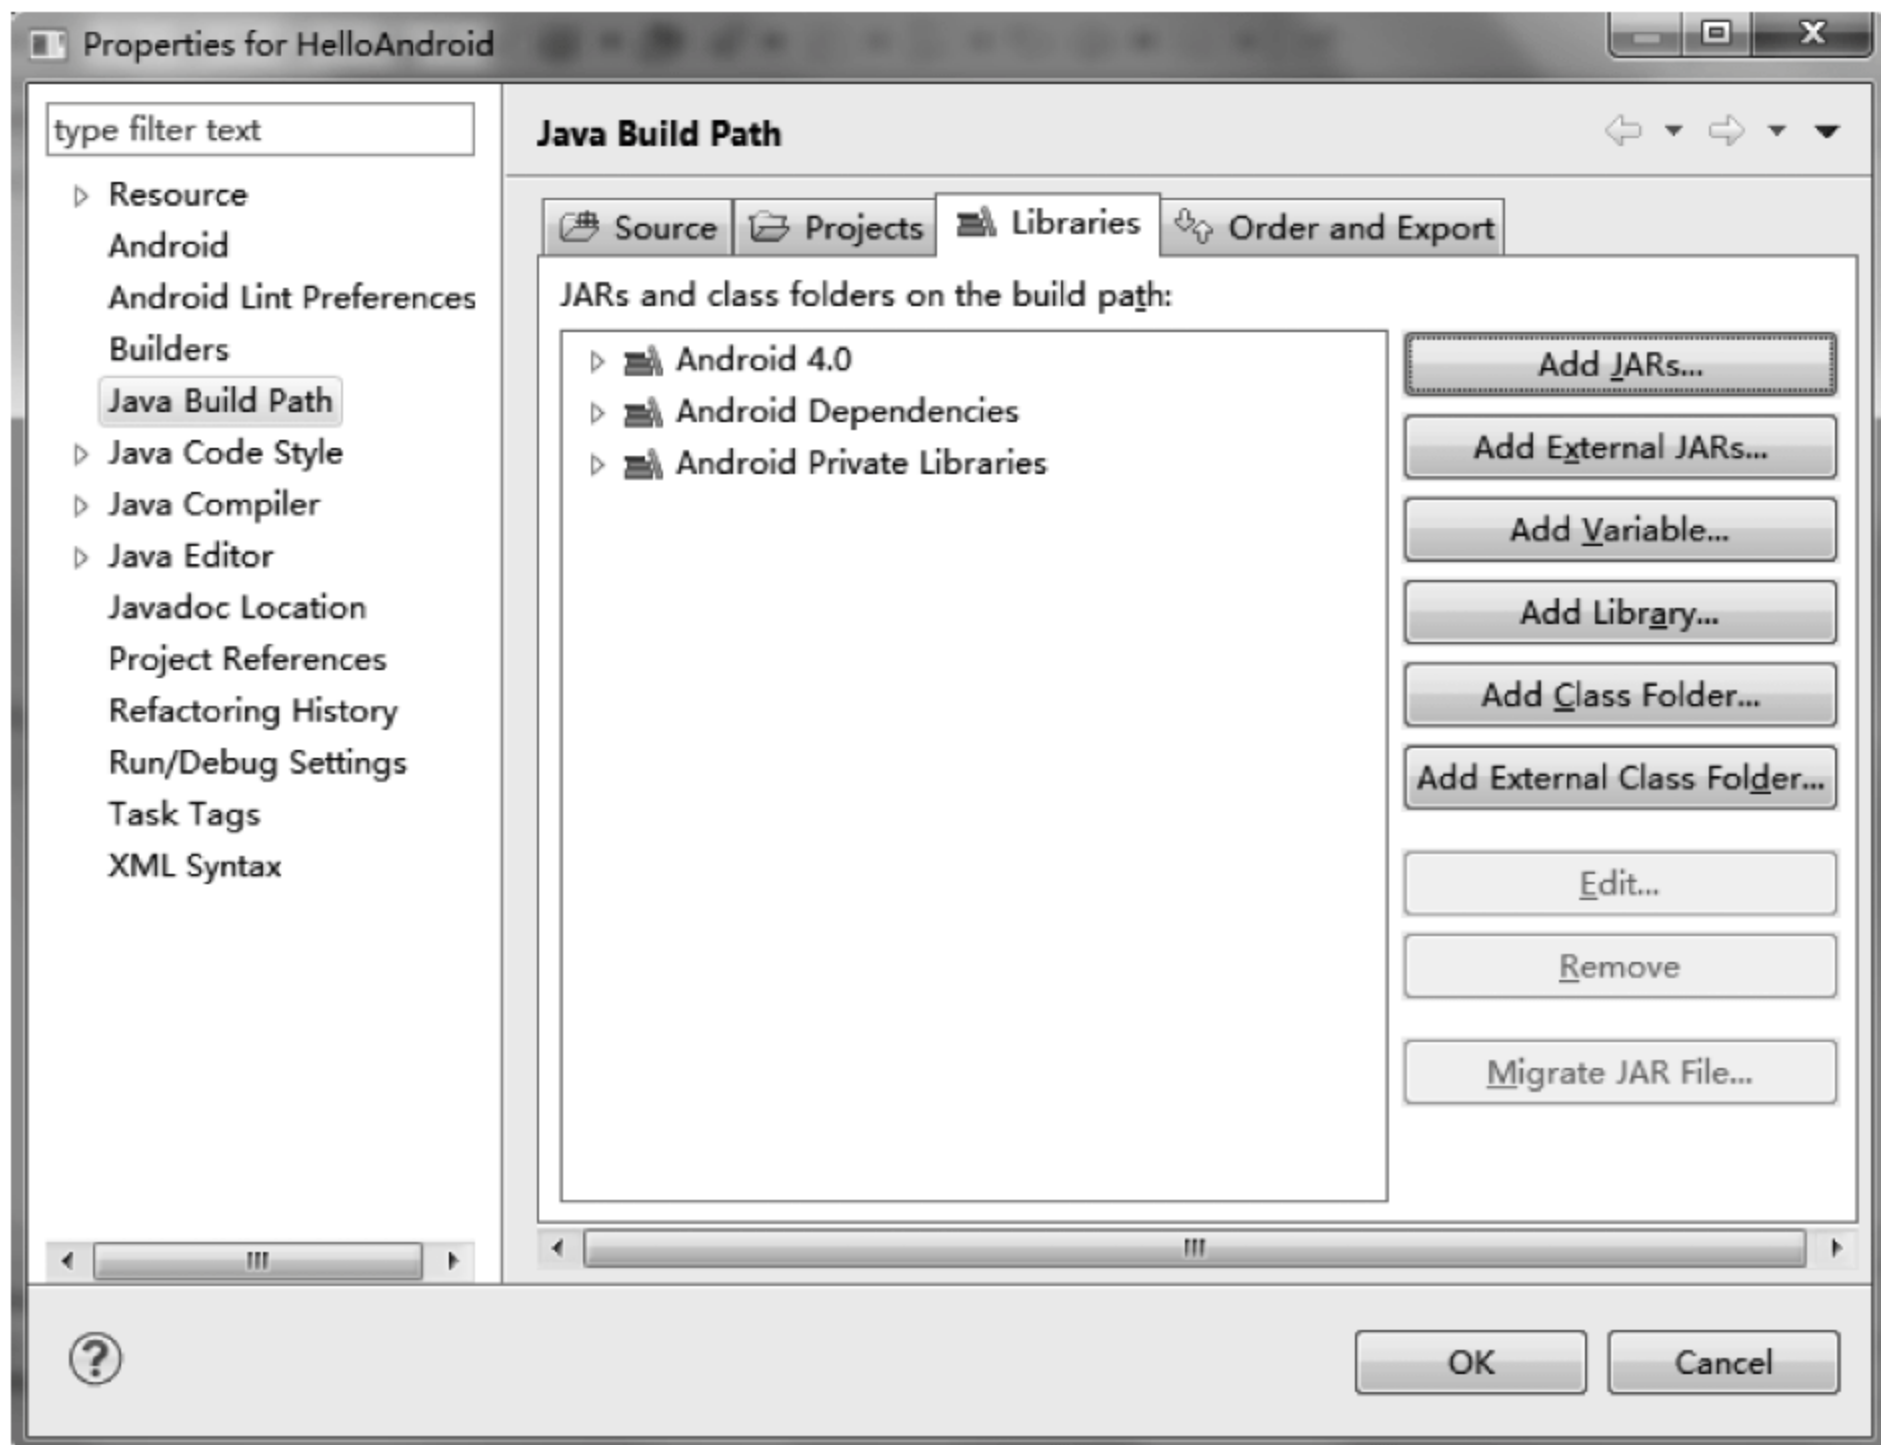 Properties for HelloAndroid
type filter text
Resource
Android
Android Lint Preferences
Builders
Java Build Path
Java Code Style
Java Compiler
Java Editor
Javadoc Location
Project References
Refactoring History
Run/Debug Settings
Task Tags
XML Syntax
Java Build Path
Source
Projects
Libraries
Order and Export
JARs and class folders on the build path:
Android 4.0
Android Dependencies
Android Private Libraries
Add JARs...
Add External JARs...
Add Variable...
Add Library...
Add Class Folder...
Add External Class Folder...
Edit...
Remove
Migrate JAR File...
OK
Cancel